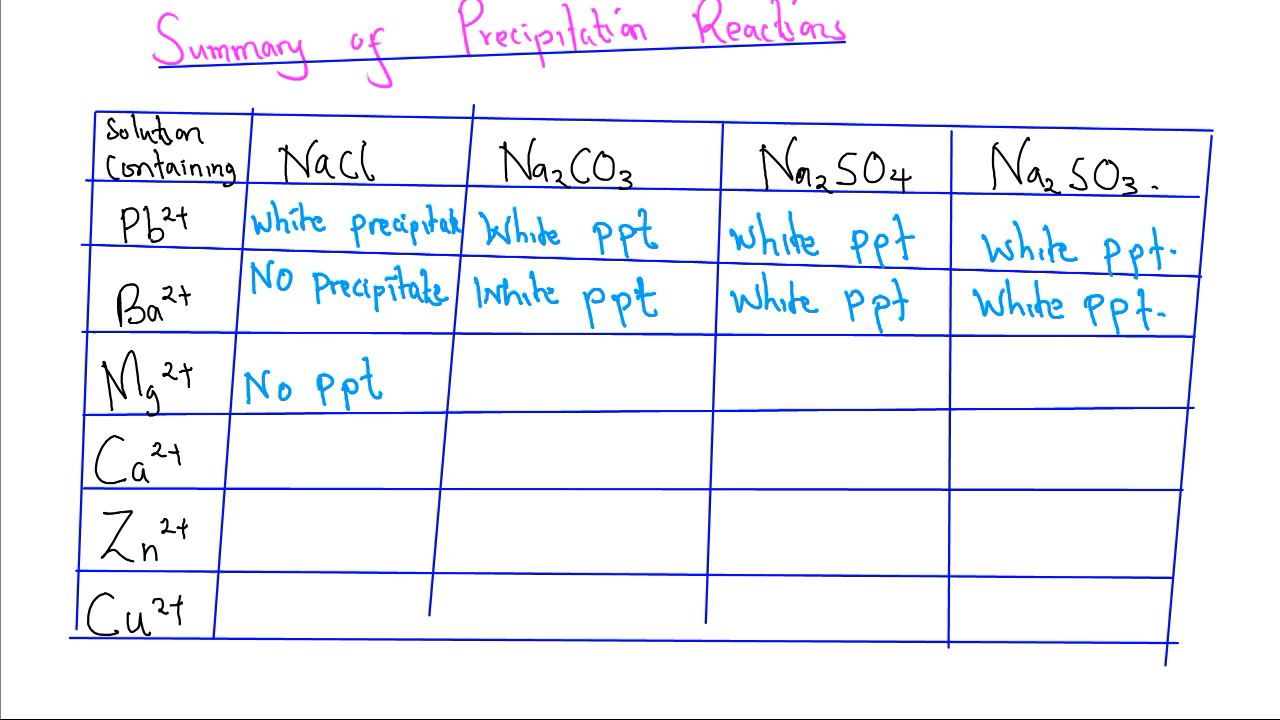 Summary of Precipitation Reactions
Solution Containing NaCl Na₂CO₃ Na₂SO₄ Na₂SO₃.
Pb²⁺ White precipitate White ppt White ppt White ppt.
Ba²⁺ NO Precipitate White ppt White ppt White ppt.
Mg²⁺ No ppt
Ca²⁺
Zn²⁺
Cu²⁺